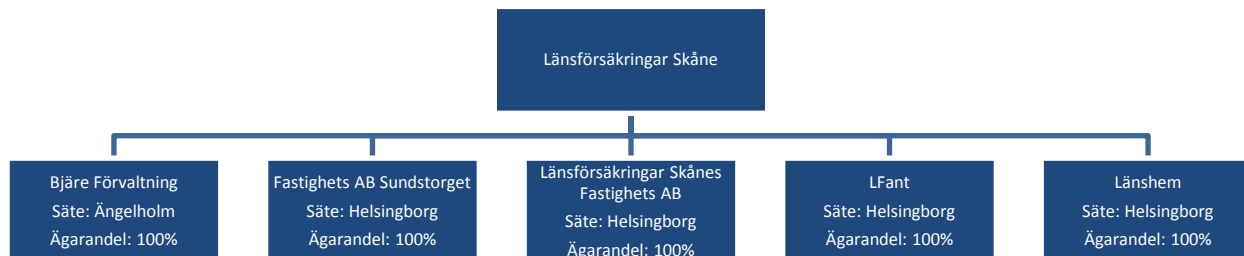 Länsförsäkringar Skåne
Bjäre Förvaltning
Säte: Ängelholm
Ägarandel: 100%
Fastighets AB Sundstorget
Säte: Helsingborg
Ägarandel: 100%
Länsförsäkringar Skånes
Fastighets AB
Säte: Helsingborg
Ägarandel: 100%
LFant
Säte: Helsingborg
Ägarandel: 100%
Länshem
Säte: Helsingborg
Ägarandel: 100%